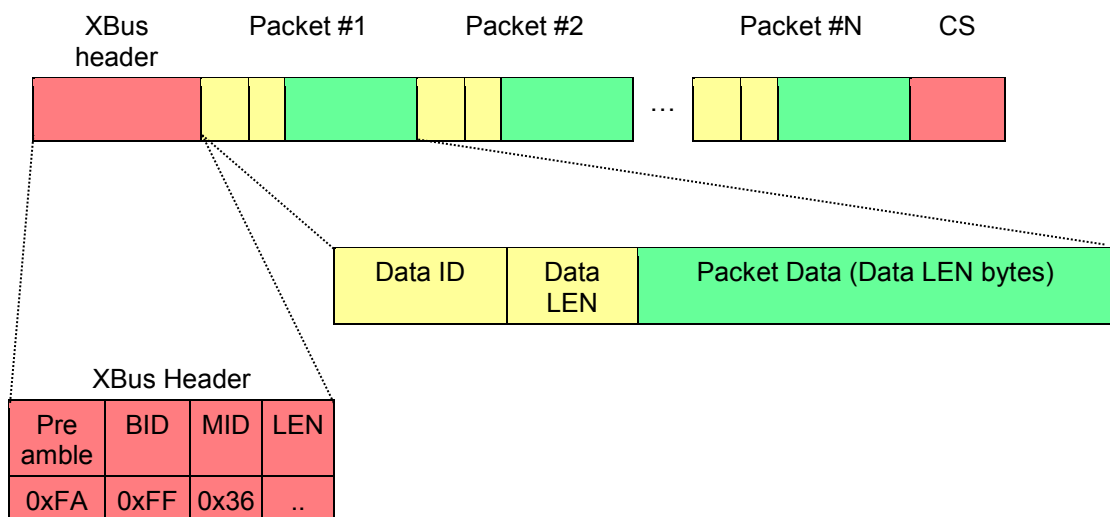 XBus
header
Packet #1
Packet #2
Packet #N
CS
...
Data ID
Data
LEN
Packet Data (Data LEN bytes)
XBus Header
Pre
amble
BID
MID
LEN
0xFA
0xFF
0x36
..